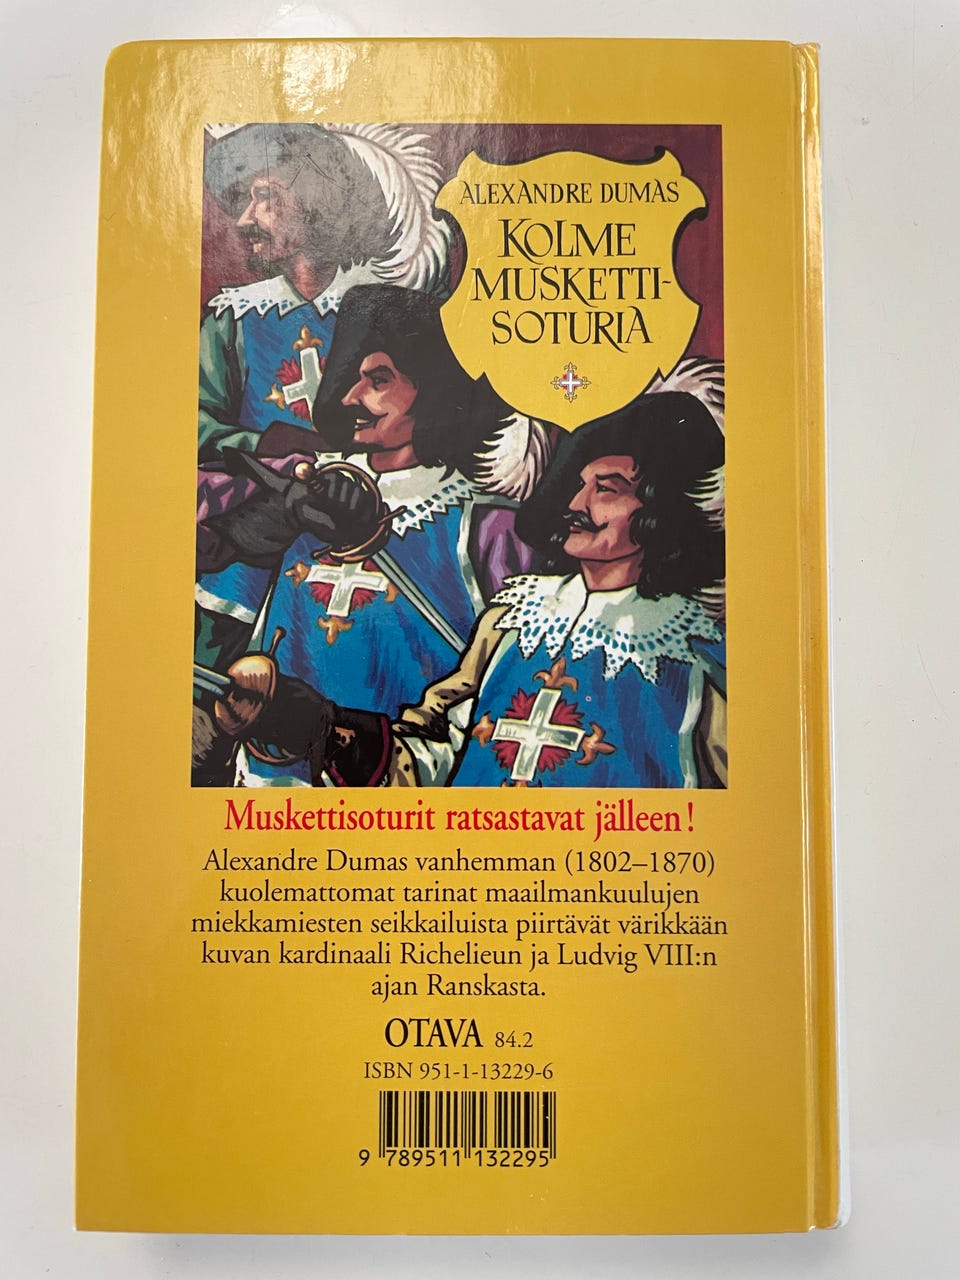 ALEXANDRE DUMAS
KOLME
MUSKETTI-
SOTURIA
Muskettisoturit ratsastavat jälleen!
Alexandre Dumas vanhemman (1802–1870)
kuolemattomat tarinat maailmankuulujen
miekkamiesten seikkailuista piirtävät värikkään
kuvan kardinaali Richelieun ja Ludvig VIII:n
ajan Ranskasta.
OTAVA 84.2
ISBN 951-1-13229-6
9 789511 132295